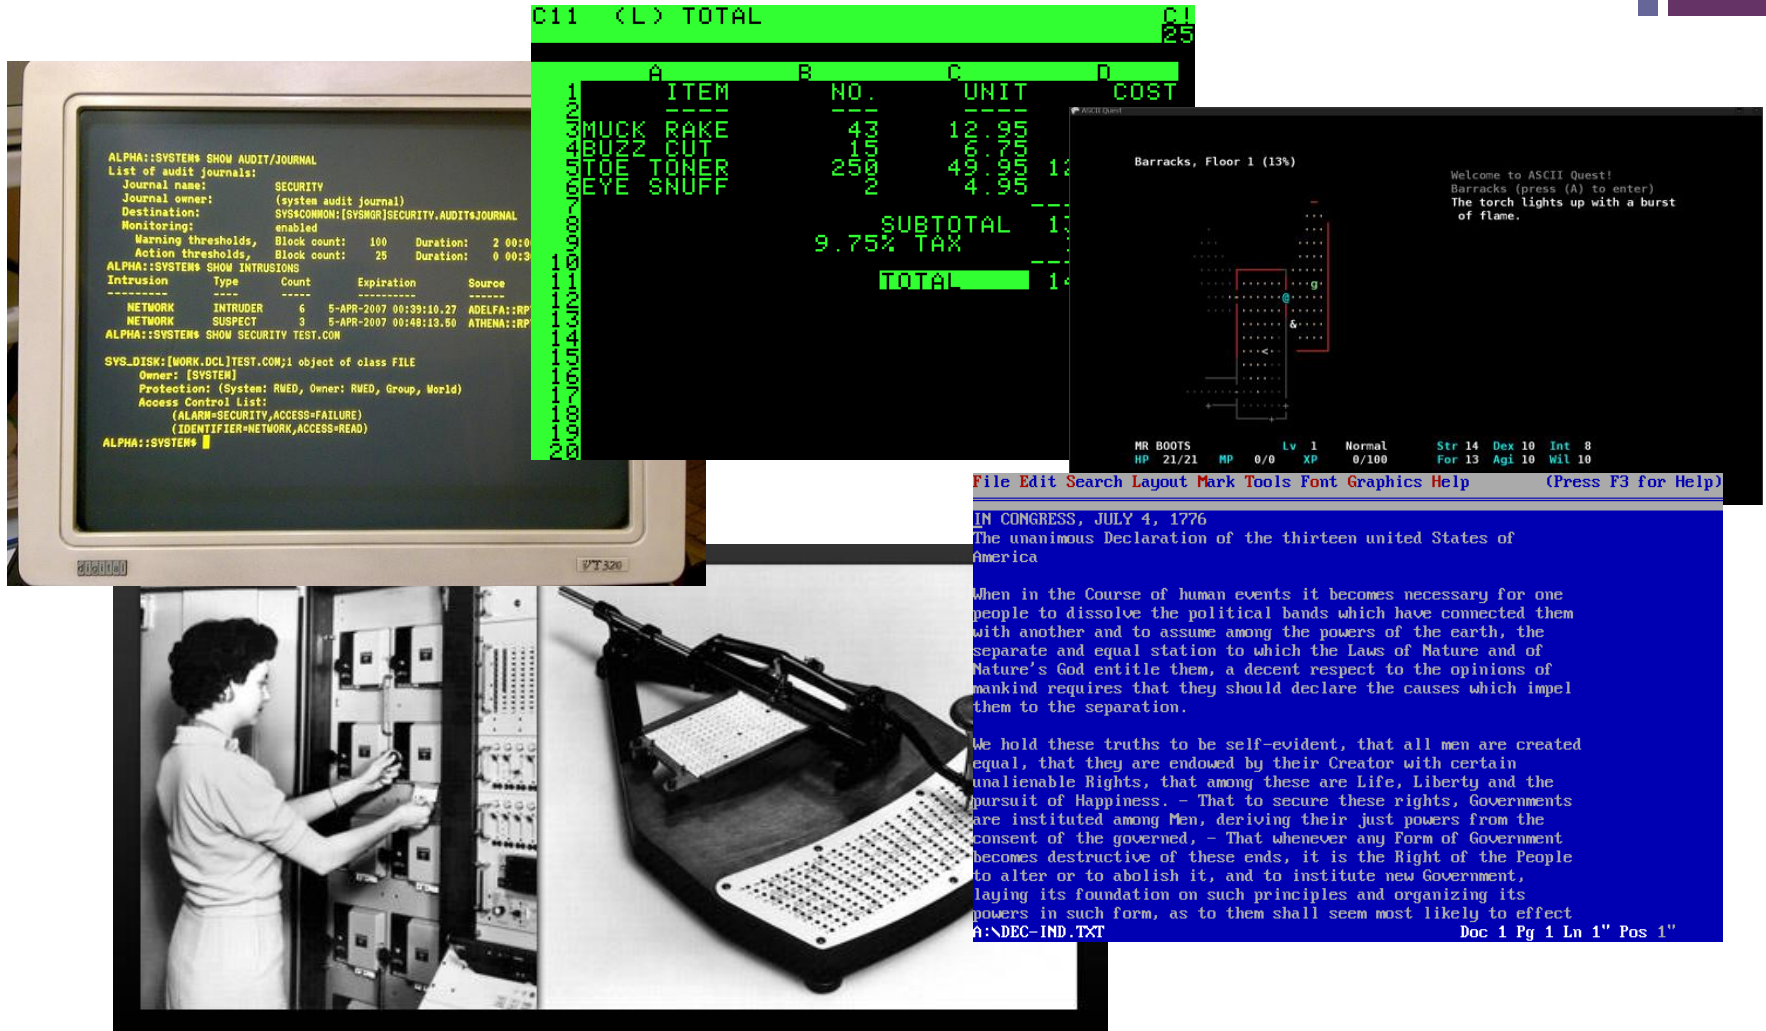 ALPHA::SYSTEM$ SHOW AUDIT/JOURNAL
List of audit journals:
Journal name: SECURITY
Journal owner: (system audit journal)
Destination: SYS$COMMON:[SYSMGR]SECURITY.AUDIT$JOURNAL
Monitoring: enabled
Warning thresholds, Block count: 100 Duration: 2 00:0
Action thresholds, Block count: 25 Duration: 0 00:3
ALPHA::SYSTEM$ SHOW INTRUSIONS
Intrusion Type Count Expiration Source
--------- ---- ----- ---------- ------
NETWORK INTRUDER 6 5-APR-2007 00:39:10.27 ADELFA::RP
NETWORK SUSPECT 3 5-APR-2007 00:48:13.50 ATHENA::RP
ALPHA::SYSTEM$ SHOW SECURITY TEST.COM
SYS_DISK:[WORK.DCL]TEST.COM;1 object of class FILE
Owner: [SYSTEM]
Protection: (System: RWED, Owner: RWED, Group, World)
Access Control List:
(ALARM=SECURITY,ACCESS=FAILURE)
(IDENTIFIER=NETWORK,ACCESS=READ)
ALPHA::SYSTEM$
digital VT320
C11 (L) TOTAL C!
25
A B C D
1 ITEM NO. UNIT COST
2 ---- --- ----
3 MUCK RAKE 43 12.95
4 BUZZ CUT 15 6.75
5 TOE TONER 250 49.95 12
6 EYE SNUFF 2 4.95
7 ---
8 SUBTOTAL 13
9 9.75% TAX
10 ---
11 TOTAL 14
12
13
14
15
16
17
18
19
20
ASCII Quest
Barracks, Floor 1 (13%)
Welcome to ASCII Quest!
Barracks (press (A) to enter)
The torch lights up with a burst
of flame.
g
@
&
<
MR BOOTS Lv 1 Normal Str 14 Dex 10 Int 8
HP 21/21 MP 0/0 XP 0/100 For 13 Agi 10 Wil 10
File Edit Search Layout Mark Tools Font Graphics Help (Press F3 for Help)
IN CONGRESS, JULY 4, 1776
The unanimous Declaration of the thirteen united States of
America
When in the Course of human events it becomes necessary for one
people to dissolve the political bands which have connected them
with another and to assume among the powers of the earth, the
separate and equal station to which the Laws of Nature and of
Nature's God entitle them, a decent respect to the opinions of
mankind requires that they should declare the causes which impel
them to the separation.
We hold these truths to be self-evident, that all men are created
equal, that they are endowed by their Creator with certain
unalienable Rights, that among these are Life, Liberty and the
pursuit of Happiness. - That to secure these rights, Governments
are instituted among Men, deriving their just powers from the
consent of the governed, - That whenever any Form of Government
becomes destructive of these ends, it is the Right of the People
to alter or to abolish it, and to institute new Government,
laying its foundation on such principles and organizing its
powers in such form, as to them shall seem most likely to effect
A:\DEC-IND.TXT Doc 1 Pg 1 Ln 1" Pos 1"